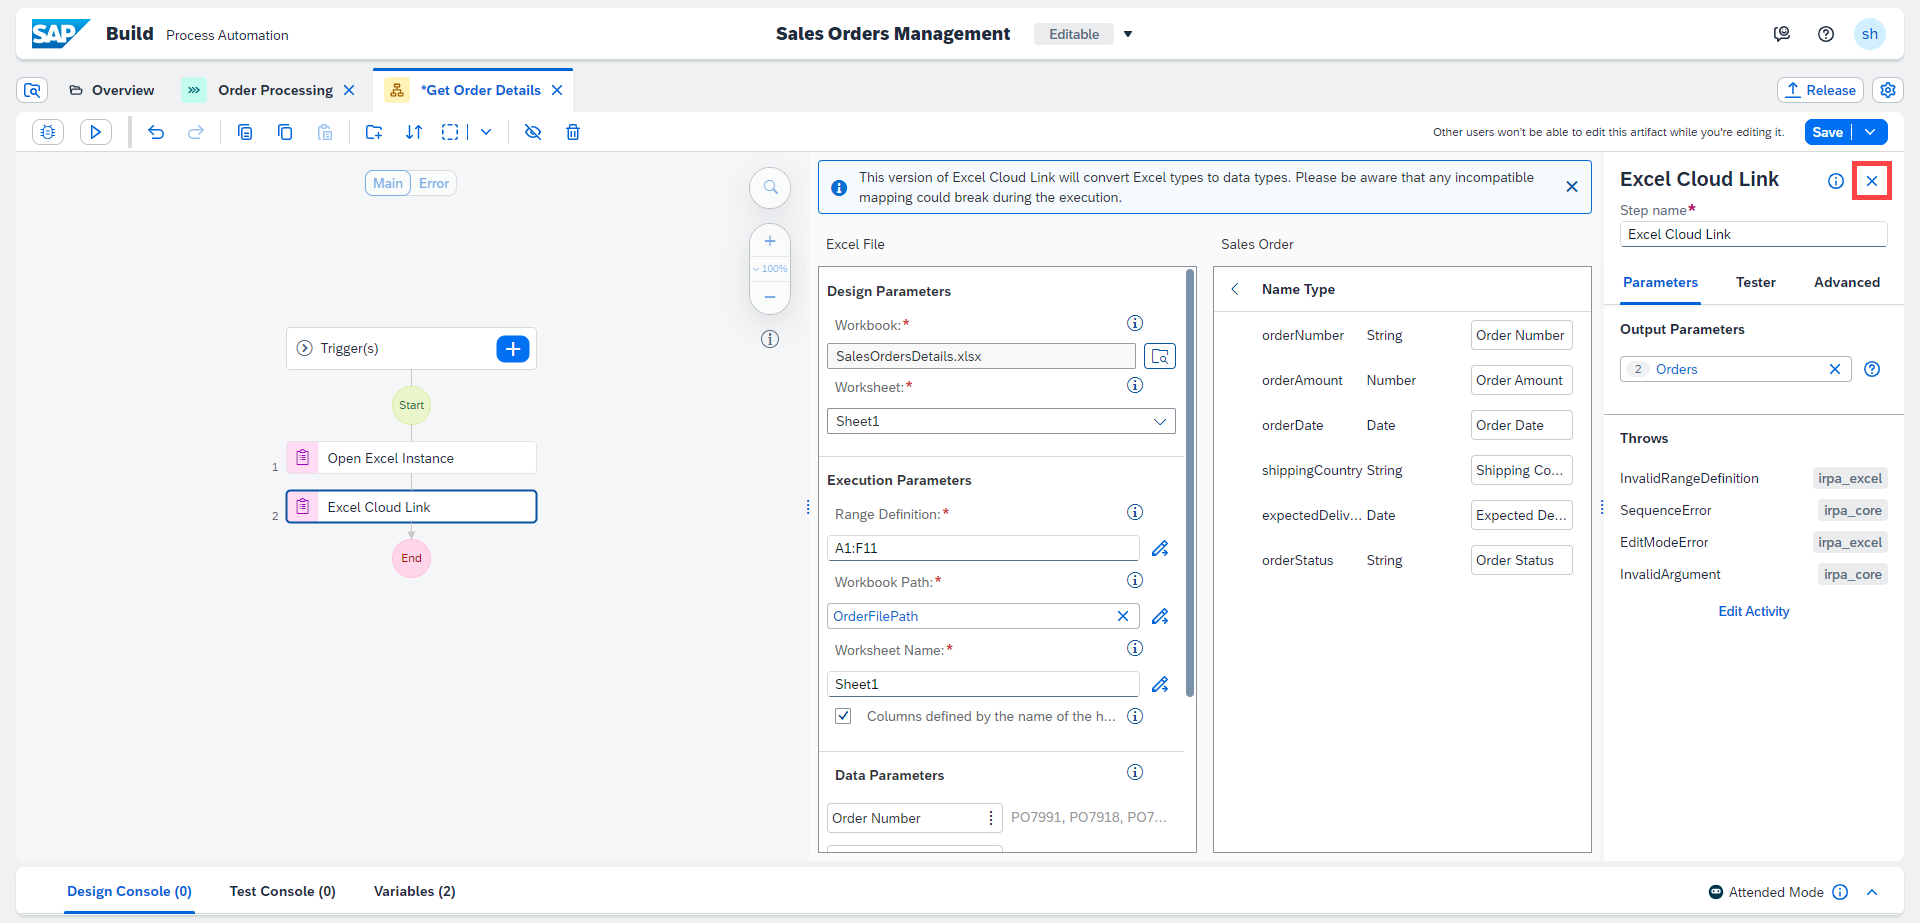 SAP Build Process Automation
Sales Orders Management Editable
sh
Overview
Order Processing
*Get Order Details
Release
Other users won't be able to edit this artifact while you're editing it.
Save
Main Error
100%
Trigger(s)
Start
1 Open Excel Instance
2 Excel Cloud Link
End
This version of Excel Cloud Link will convert Excel types to data types. Please be aware that any incompatible
mapping could break during the execution.
Excel File
Design Parameters
Workbook:*
SalesOrdersDetails.xlsx
Worksheet:*
Sheet1
Execution Parameters
Range Definition:*
A1:F11
Workbook Path:*
OrderFilePath
Worksheet Name:*
Sheet1
Columns defined by the name of the h...
Data Parameters
Order Number PO7991, PO7918, PO7...
Sales Order
Name Type
orderNumber String Order Number
orderAmount Number Order Amount
orderDate Date Order Date
shippingCountry String Shipping Co...
expectedDeliv... Date Expected De...
orderStatus String Order Status
Excel Cloud Link
Step name*
Excel Cloud Link
Parameters Tester Advanced
Output Parameters
2 Orders
Throws
InvalidRangeDefinition irpa_excel
SequenceError irpa_core
EditModeError irpa_excel
InvalidArgument irpa_core
Edit Activity
Design Console (0) Test Console (0) Variables (2)
Attended Mode